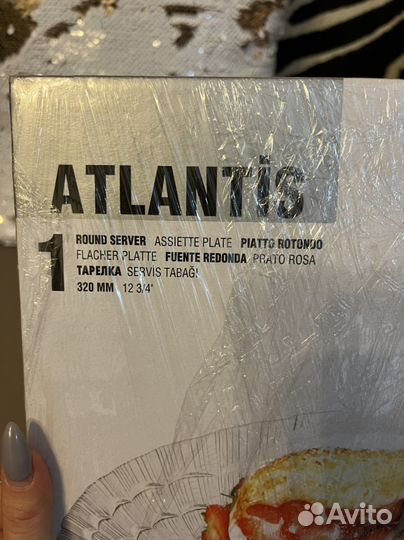 ATLANTİS
1 ROUND SERVER ASSIETTE PLATE PIATTO ROTONDO
FLACHER PLATTE FUENTE REDONDA PRATO ROSA
ТАРЕЛКА SERVIS TABAĞI
320 MM 12 3/4"
Avito